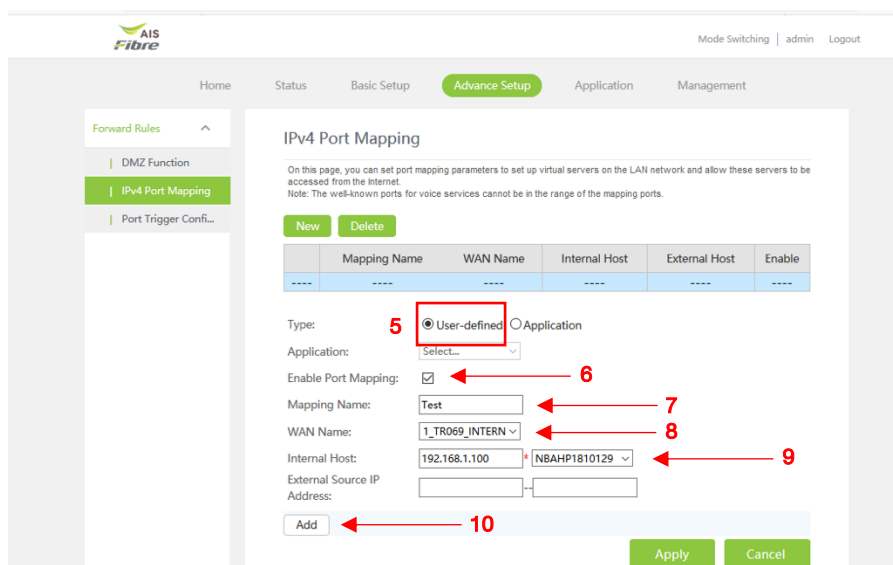 AIS
Fibre
Mode Switching | admin Logout
Home Status Basic Setup Advance Setup Application Management
Forward Rules
DMZ Function
IPv4 Port Mapping
Port Trigger Confi...
IPv4 Port Mapping
On this page, you can set port mapping parameters to set up virtual servers on the LAN network and allow these servers to be
accessed from the Internet.
Note: The well-known ports for voice services cannot be in the range of the mapping ports.
New Delete
Mapping Name WAN Name Internal Host External Host Enable
---- ---- ---- ---- ---- ----
Type: 5 User-defined Application
Application: Select...
Enable Port Mapping: 6
Mapping Name: Test 7
WAN Name: 1_TR069_INTERN 8
Internal Host: 192.168.1.100 * NBAHP1810129 9
External Source IP
Address: --
Add 10
Apply Cancel